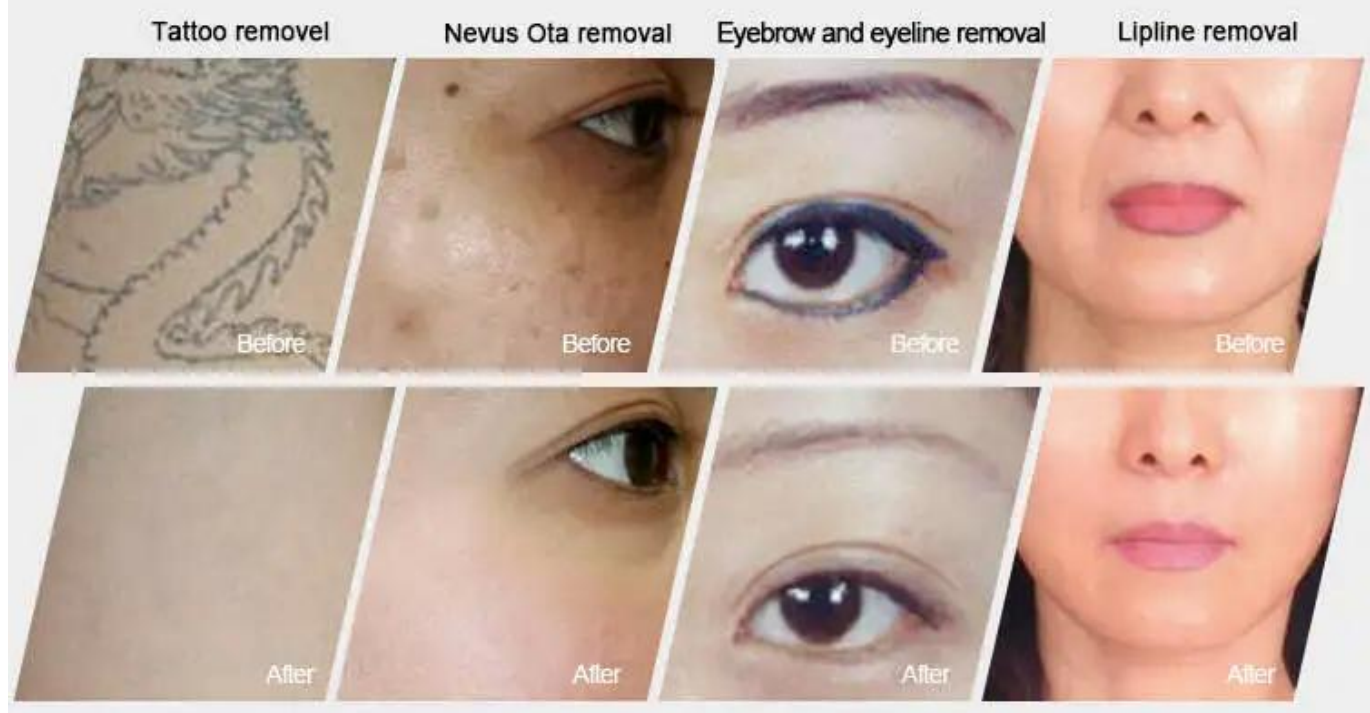 Tattoo removel
Nevus Ota removal
Eyebrow and eyeline removal
Lipline removal
Before
Before
Before
Before
After
After
After
After